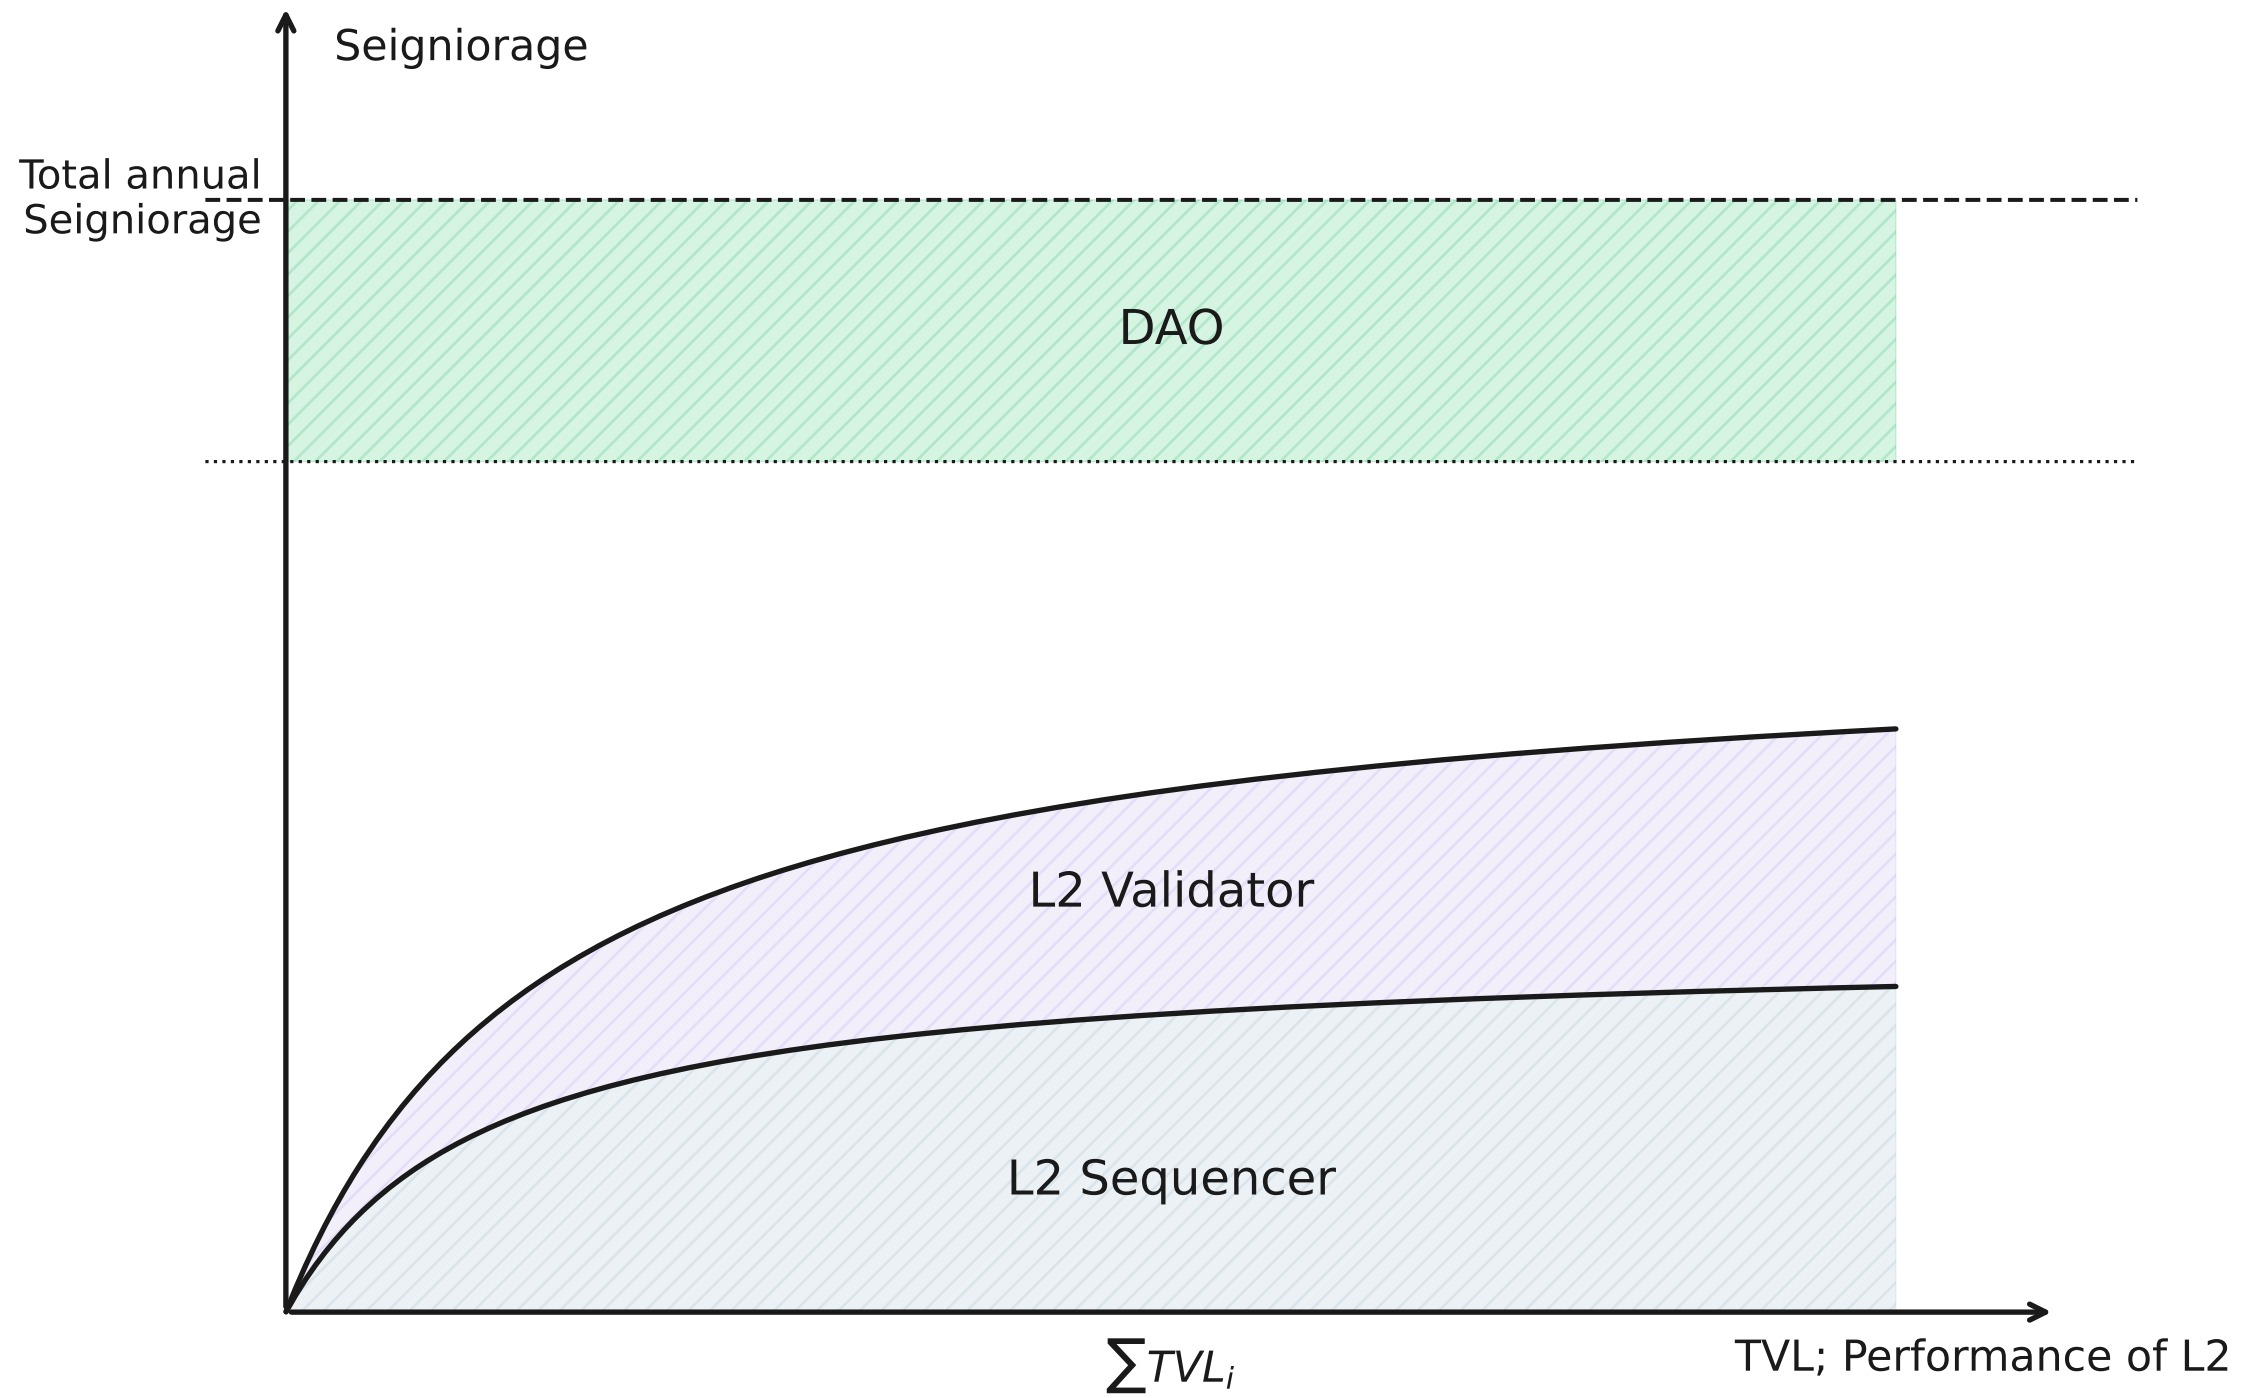 Seigniorage
Total annual
Seigniorage
DAO
L2 Validator
L2 Sequencer
∑TVLᵢ
TVL; Performance of L2